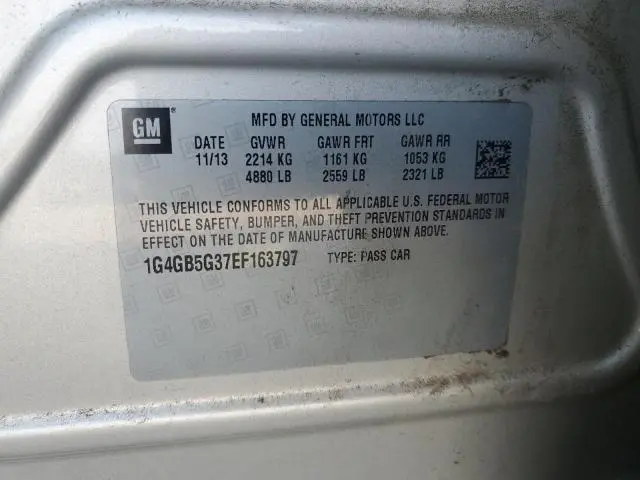 GM
MFD BY GENERAL MOTORS LLC
DATE GVWR GAWR FRT GAWR RR
11/13 2214 KG 1161 KG 1053 KG
4880 LB 2559 LB 2321 LB
THIS VEHICLE CONFORMS TO ALL APPLICABLE U.S. FEDERAL MOTOR
VEHICLE SAFETY, BUMPER, AND THEFT PREVENTION STANDARDS IN
EFFECT ON THE DATE OF MANUFACTURE SHOWN ABOVE.
1G4GB5G37EF163797 TYPE: PASS CAR